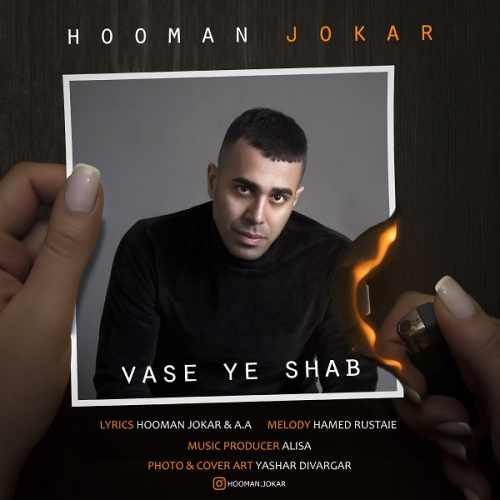 HOOMAN JOKAR
VASE YE SHAB
LYRICS HOOMAN JOKAR & A.A MELODY HAMED RUSTAIE
MUSIC PRODUCER ALISA
PHOTO & COVER ART YASHAR DIVARGAR
HOOMAN.JOKAR